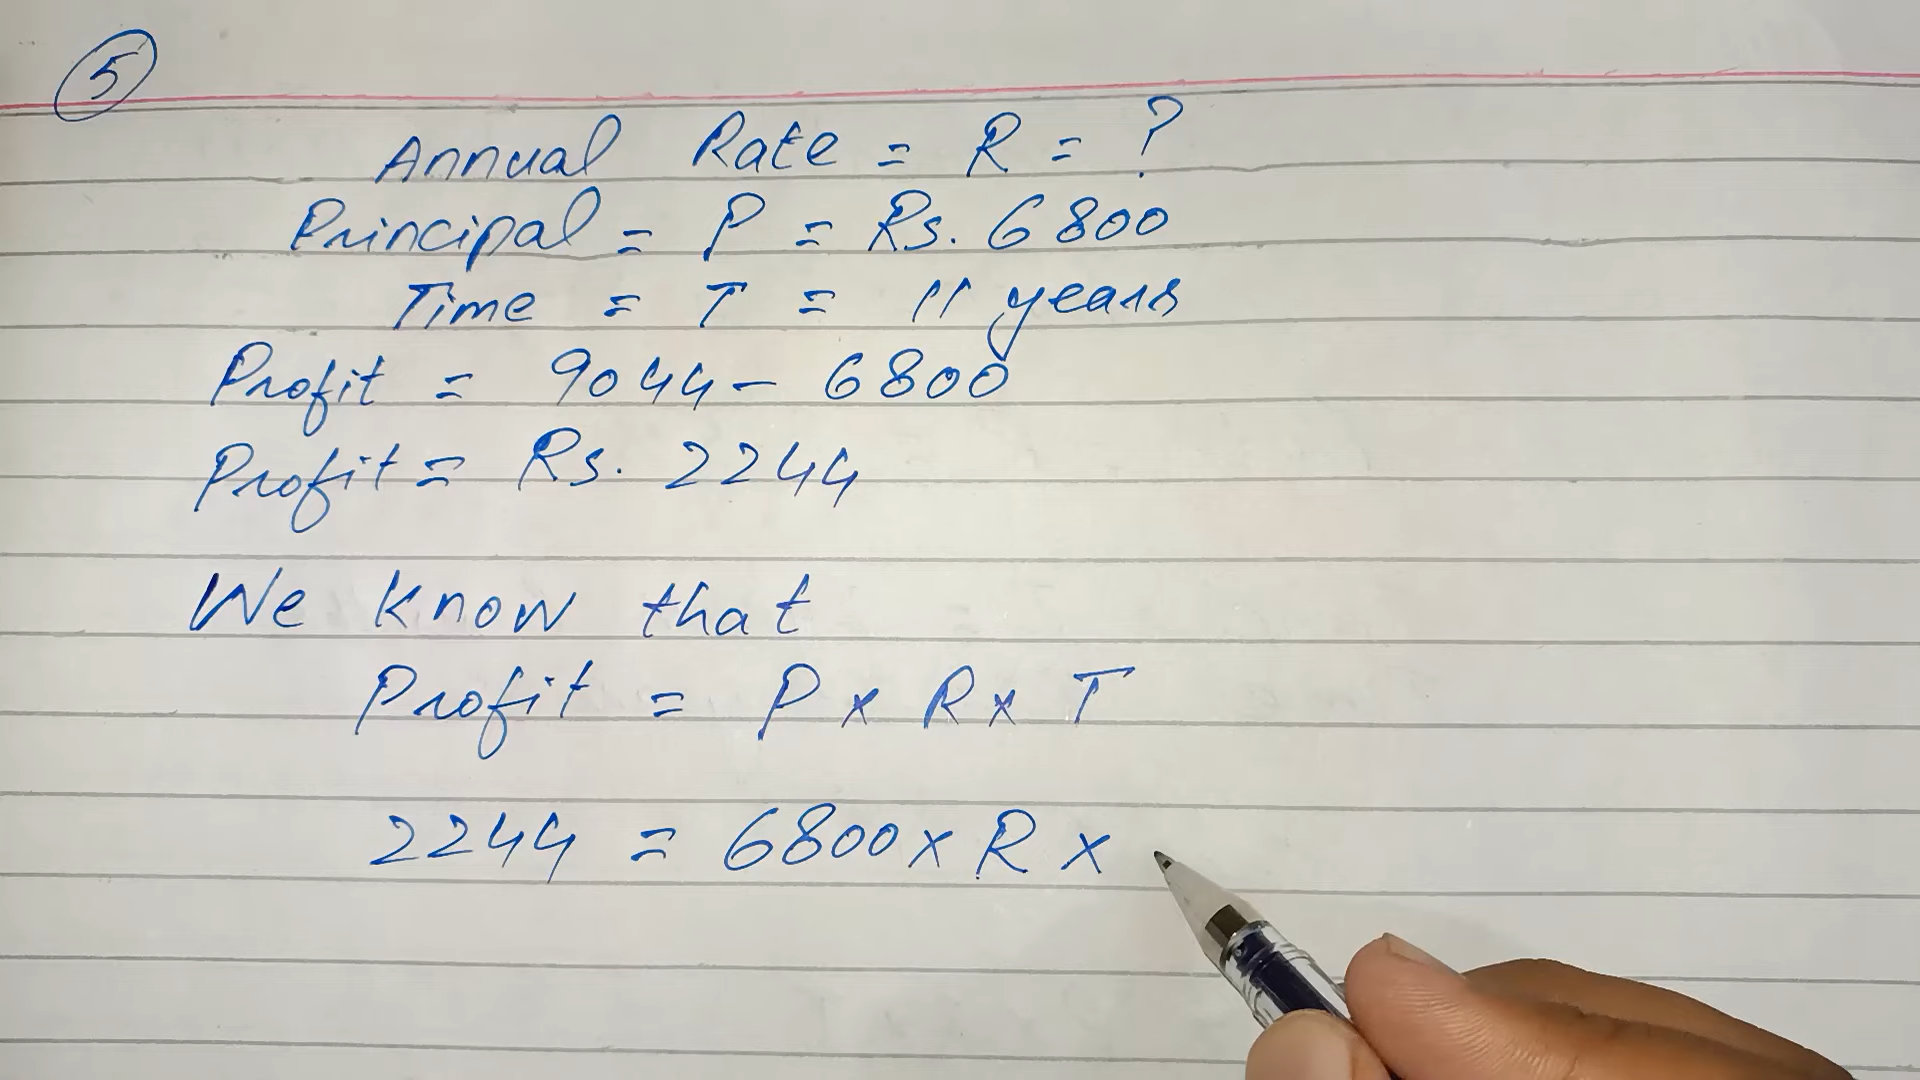 5
Annual Rate = R = ?
Principal = P = Rs. 6800
Time = T = 11 years
Profit = 9044 - 6800
Profit = Rs. 2244
We know that
Profit = P x R x T
2244 = 6800 x R x